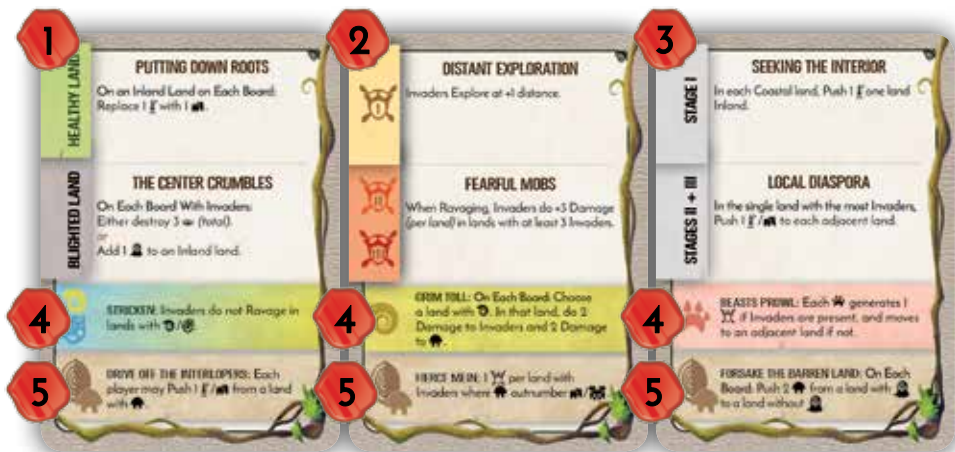 1
HEALTHY LAND
PUTTING DOWN ROOTS
On an Inland Land on Each Board:
Replace 1 with 1 .
BLIGHTED LAND
THE CENTER CRUMBLES
On Each Board With Invaders:
Either destroy 3 (total).
or
Add 1 to an Inland land.
4
STRICKEN: Invaders do not Ravage in
lands with / .
5
DRIVE OFF THE INTERLOPERS: Each
player may Push 1 / from a land
with .
2
I
DISTANT EXPLORATION
Invaders Explore at +1 distance.
II
III
FEARFUL MOBS
When Ravaging, Invaders do +3 Damage
(per land) in lands with at least 3 Invaders.
4
GRIM TOLL: On Each Board: Choose
a land with . In that land, do 2
Damage to Invaders and 2 Damage
to .
5
FIERCE MEIN: 1 per land with
Invaders where outnumber / .
3
STAGE I
SEEKING THE INTERIOR
In each Coastal land, Push 1 one land
Inland.
STAGES II + III
LOCAL DIASPORA
In the single land with the most Invaders,
Push 1 / to each adjacent land.
4
BEASTS PROWL: Each generates 1
if Invaders are present, and moves
to an adjacent land if not.
5
FORSAKE THE BARREN LAND: On Each
Board: Push 2 from a land with
to a land without